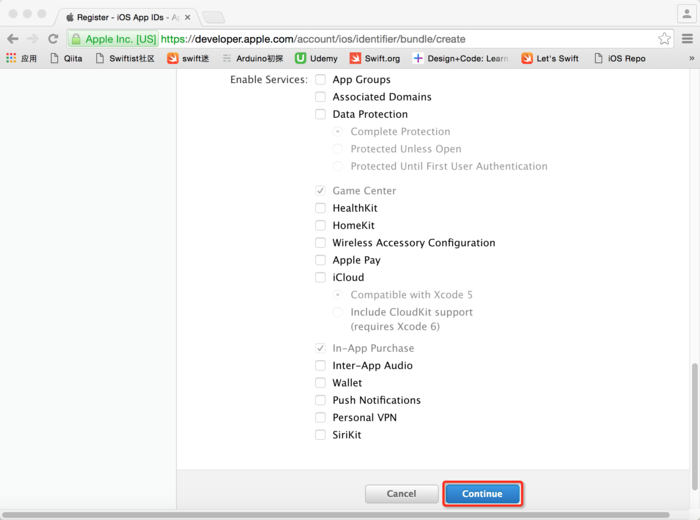 Register - iOS App IDs - Ap
Apple Inc. [US] https://developer.apple.com/account/ios/identifier/bundle/create
应用 Qiita Swiftist社区 swift迷 Arduino初探 Udemy Swift.org Design+Code: Learn Let's Swift iOS Repo »
Enable Services: App Groups
Associated Domains
Data Protection
Complete Protection
Protected Unless Open
Protected Until First User Authentication
Game Center
HealthKit
HomeKit
Wireless Accessory Configuration
Apple Pay
iCloud
Compatible with Xcode 5
Include CloudKit support
(requires Xcode 6)
In-App Purchase
Inter-App Audio
Wallet
Push Notifications
Personal VPN
SiriKit
Cancel Continue